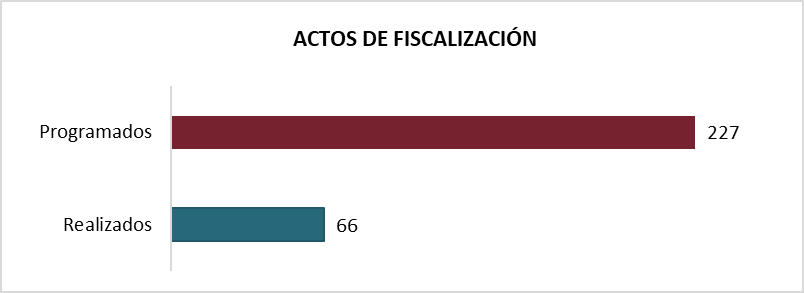 ACTOS DE FISCALIZACIÓN
Programados 227
Realizados 66